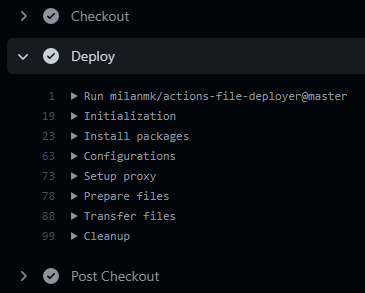 Checkout
Deploy
1 Run milanmk/actions-file-deployer@master
19 Initialization
23 Install packages
63 Configurations
73 Setup proxy
78 Prepare files
88 Transfer files
99 Cleanup
Post Checkout